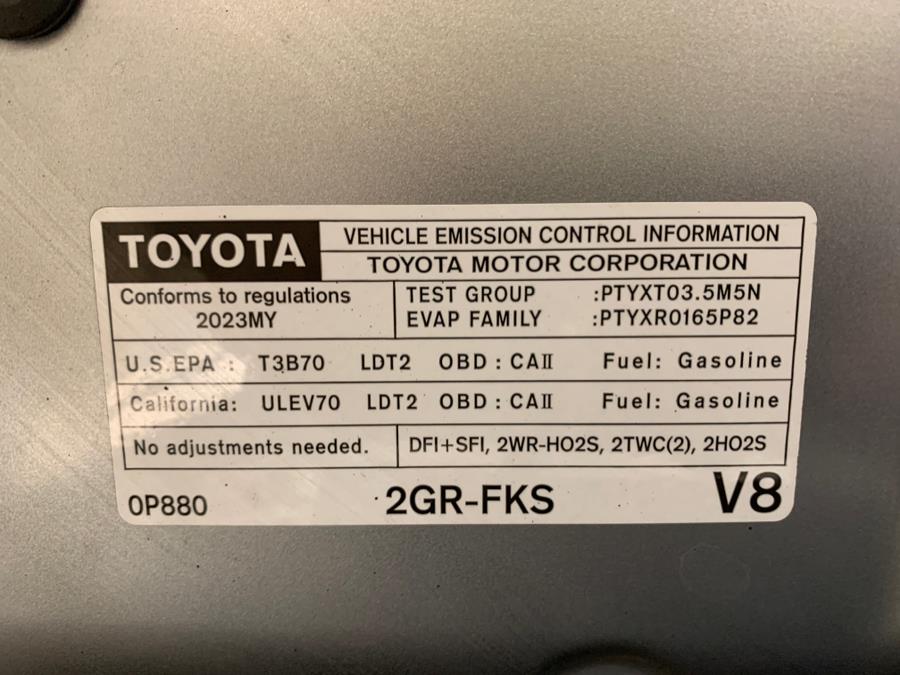 TOYOTA
VEHICLE EMISSION CONTROL INFORMATION
TOYOTA MOTOR CORPORATION
Conforms to regulations
2023MY
TEST GROUP :PTYXT03.5M5N
EVAP FAMILY :PTYXR0165P82
U.S.EPA : T3B70 LDT2 OBD : CAII Fuel: Gasoline
California: ULEV70 LDT2 OBD : CAII Fuel: Gasoline
No adjustments needed.
DFI+SFI, 2WR-HO2S, 2TWC(2), 2HO2S
0P880 2GR-FKS V8